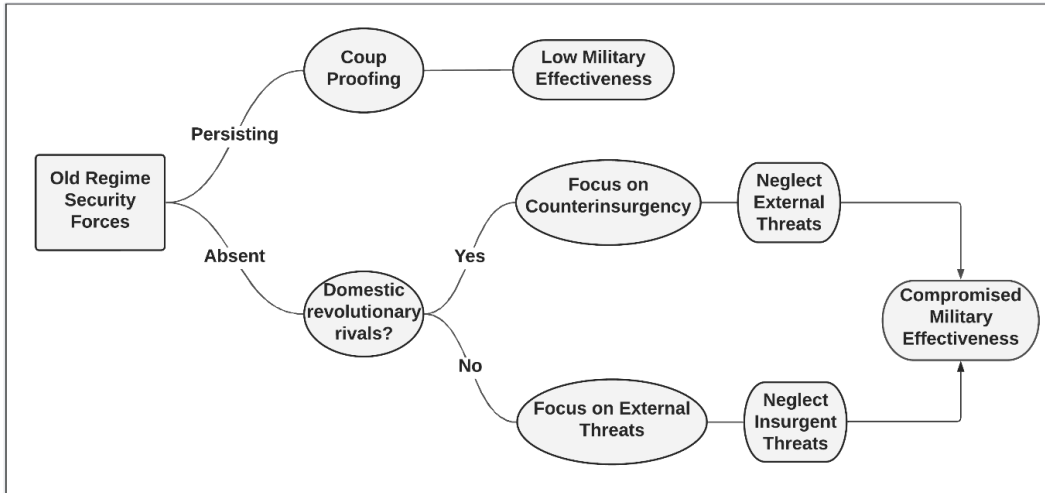 Coup
Proofing
Low Military
Effectiveness
Persisting
Old Regime
Security
Forces
Absent
Domestic
revolutionary
rivals?
Yes
Focus on
Counterinsurgency
Neglect
External
Threats
No
Focus on External
Threats
Neglect
Insurgent
Threats
Compromised
Military
Effectiveness